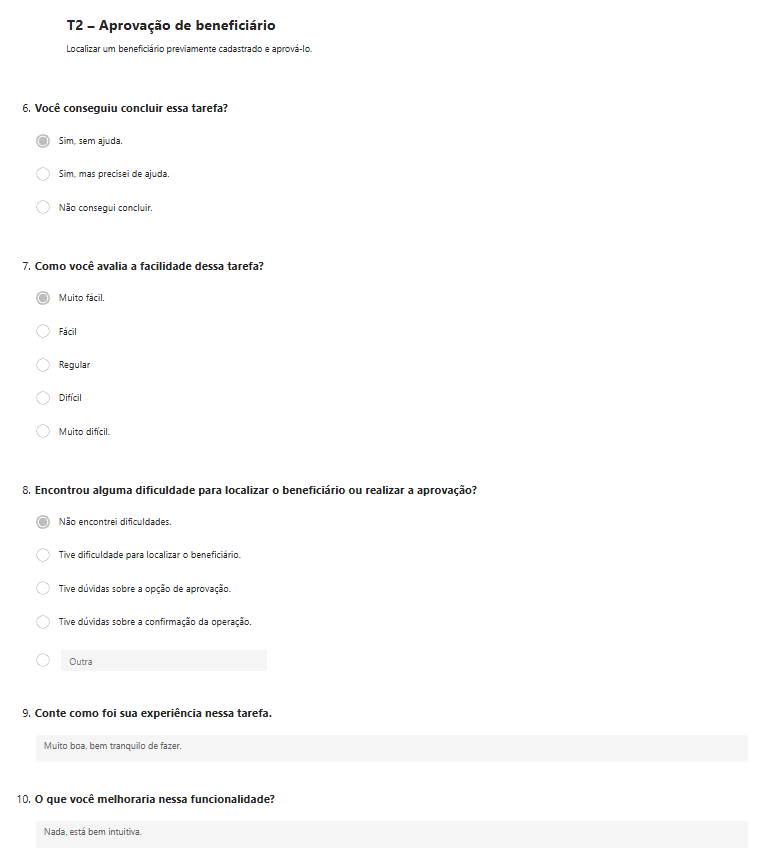 T2 – Aprovação de beneficiário
Localizar um beneficiário previamente cadastrado e aprová-lo.
6. Você conseguiu concluir essa tarefa?
Sim, sem ajuda.
Sim, mas precisei de ajuda.
Não consegui concluir.
7. Como você avalia a facilidade dessa tarefa?
Muito fácil.
Fácil
Regular
Difícil
Muito difícil.
8. Encontrou alguma dificuldade para localizar o beneficiário ou realizar a aprovação?
Não encontrei dificuldades.
Tive dificuldade para localizar o beneficiário.
Tive dúvidas sobre a opção de aprovação.
Tive dúvidas sobre a confirmação da operação.
Outra
9. Conte como foi sua experiência nessa tarefa.
Muito boa, bem tranquilo de fazer.
10. O que você melhoraria nessa funcionalidade?
Nada, está bem intuitiva.